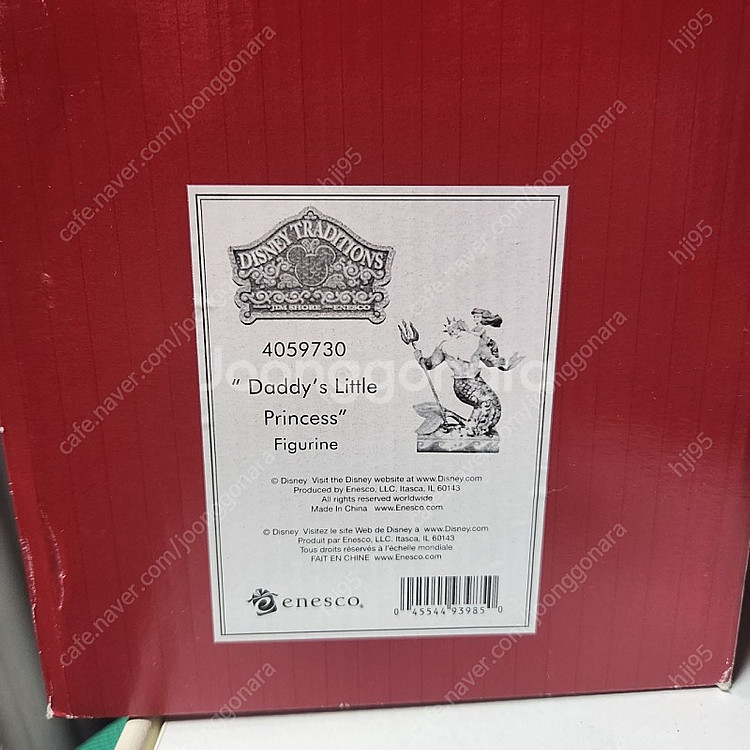 DISNEY TRADITIONS
JIM SHORE ENESCO
4059730
" Daddy's Little
Princess"
Figurine
© Disney Visit the Disney website at www.Disney.com
Produced by Enesco, LLC. Itasca, IL 60143
All rights reserved worldwide
Made In China www.Enesco.com
© Disney Visitez le site Web de Disney a www.Disney.com
Produit par Enesco, LLC. Itasca, IL 60143
Tous droits réservés à l'échelle mondiale
FAIT EN CHINE www.Enesco.com
enesco®
0 45544 93985 0
Joonggonara
cafe.naver.com/joonggonara
hji95